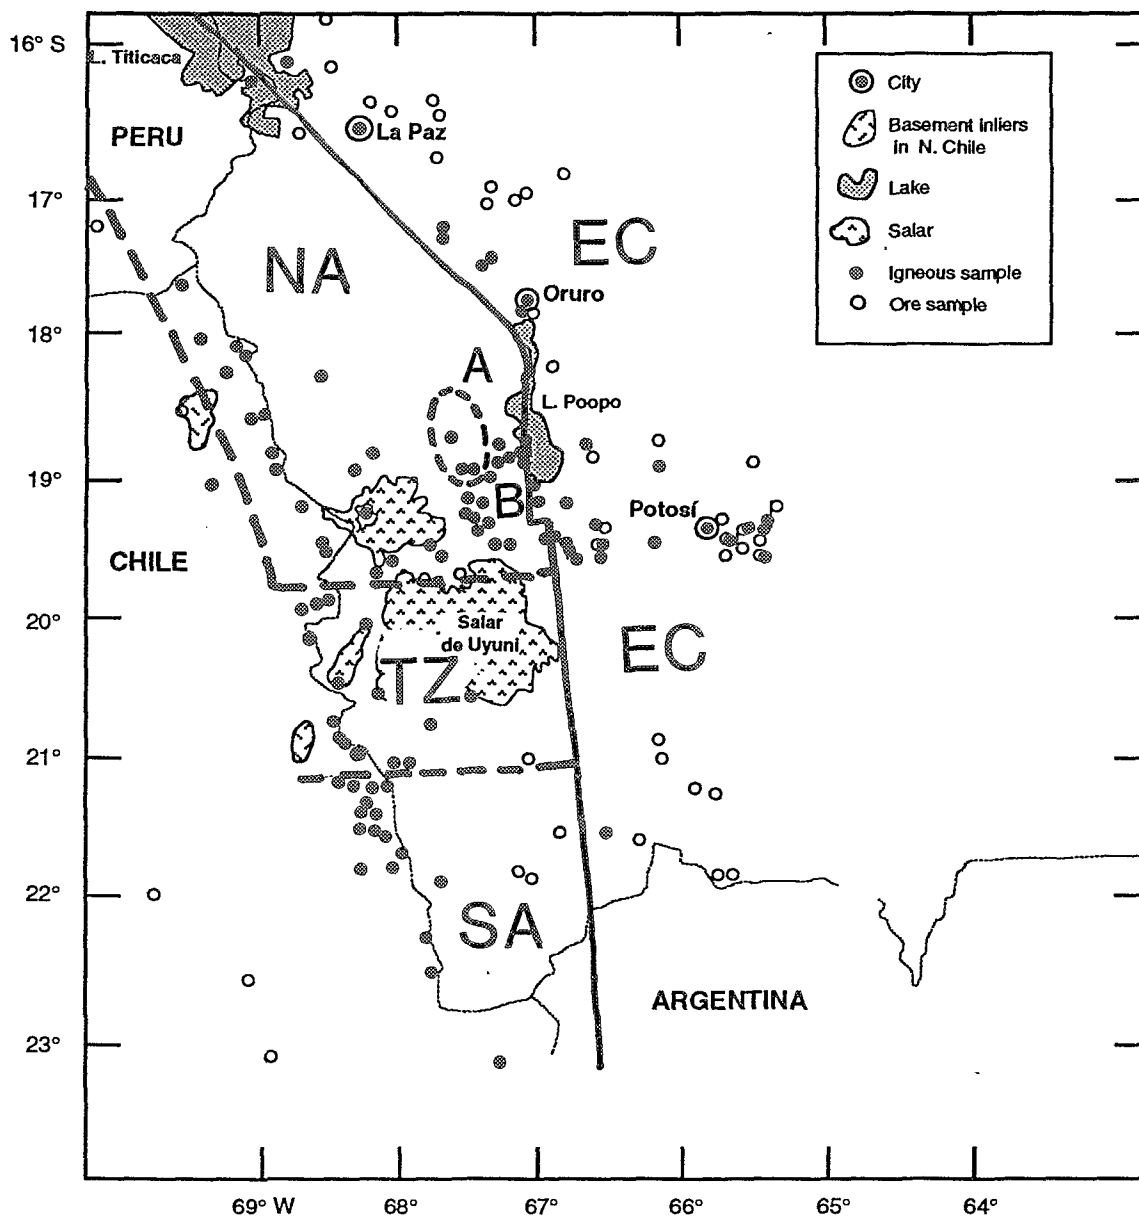 16° S
L. Titicaca
City
La Paz
Basement inliers
in N. Chile
PERU
Lake
17°
EC
Salar
NA
Igneous sample
Oruro
Ore sample
18°
A
L. Poopo
19°
B
Potosí
CHILE
20°
Salar
de Uyuni
EC
TZ
21°
22°
SA
ARGENTINA
23°
69° W
68°
67°
66°
65°
64°